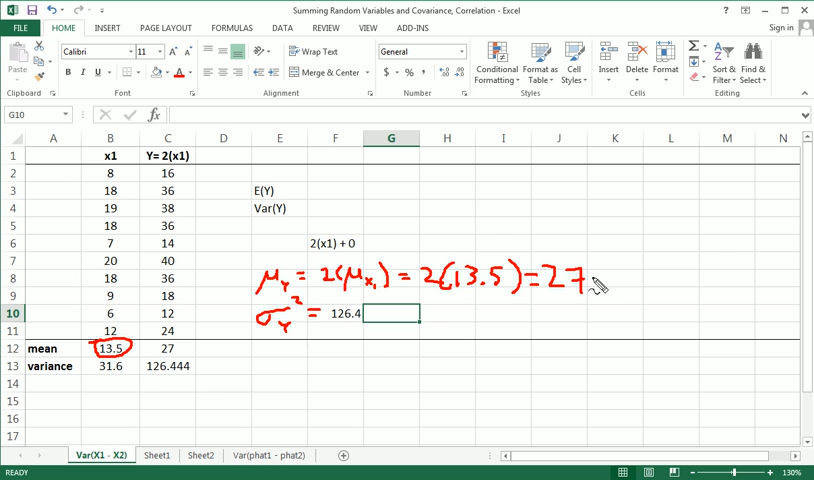 Summing Random Variables and Covariance, Correlation - Excel
FILE HOME INSERT PAGE LAYOUT FORMULAS DATA REVIEW VIEW ADD-INS Sign in
Paste Calibri 11 A A Wrap Text General Conditional Formatting Format as Table Cell Styles Insert Delete Format Sort & Filter Find & Select
B I U A Merge & Center $ % ,
Clipboard Font Alignment Number Styles Cells Editing
G10 fx
A B C D E F G H I J K L M N
1 x1 Y= 2(x1)
2 8 16
3 18 36 E(Y)
4 19 38 Var(Y)
5 18 36
6 7 14 2(x1) + 0
7 20 40
8 18 36 μY = 2(μX1) = 2(13.5) = 27
9 9 18
10 6 12 σY² = 126.4
11 12 24
12 mean 13.5 27
13 variance 31.6 126.444
14
15
16
17
Var(X1 - X2) Sheet1 Sheet2 Var(phat1 - phat2)
130%